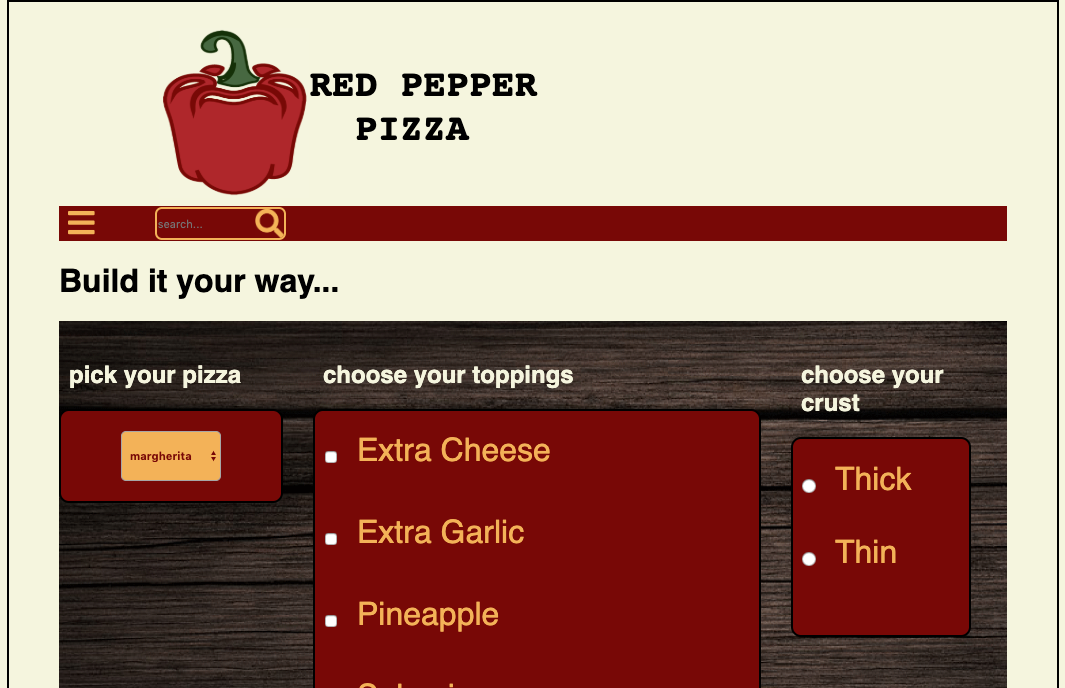 RED PEPPER
PIZZA
search...
Build it your way...
pick your pizza
margherita
choose your toppings
Extra Cheese
Extra Garlic
Pineapple
choose your
crust
Thick
Thin